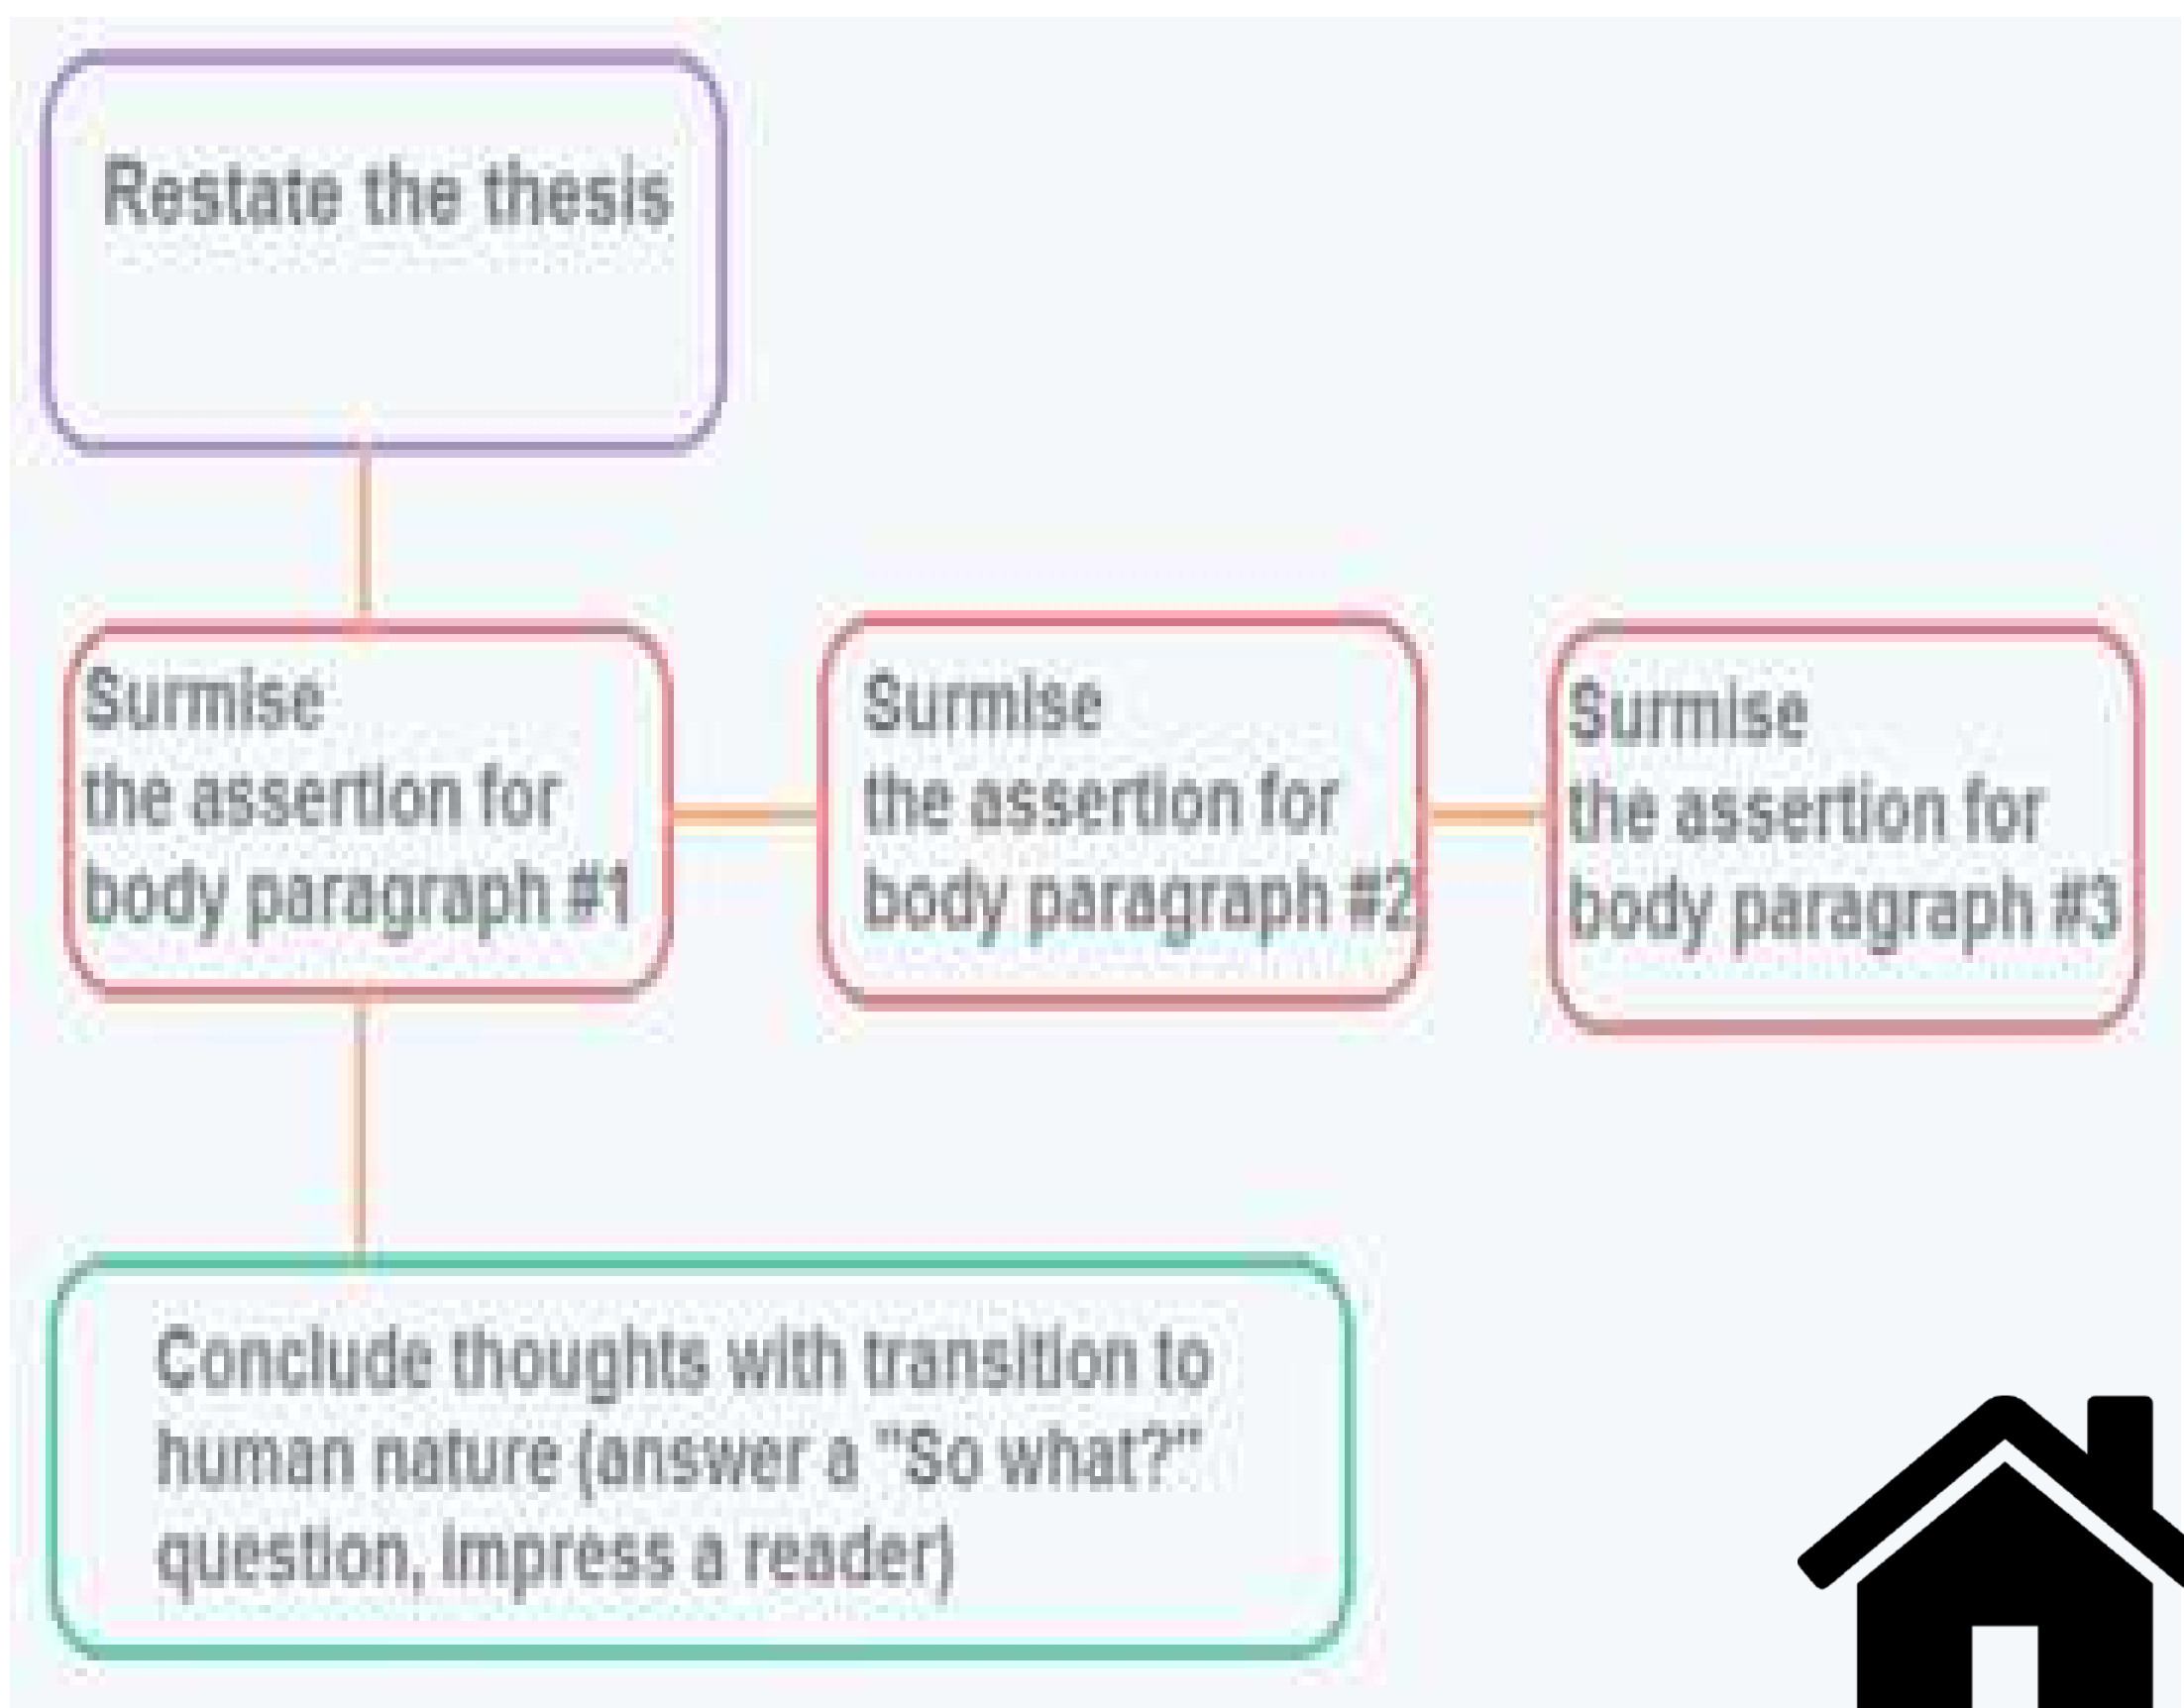 Restate the thesis
Surmise
the assertion for
body paragraph #1
Surmise
the assertion for
body paragraph #2
Surmise
the assertion for
body paragraph #3
Conclude thoughts with transition to
human nature (answer a "So what?"
question, impress a reader)